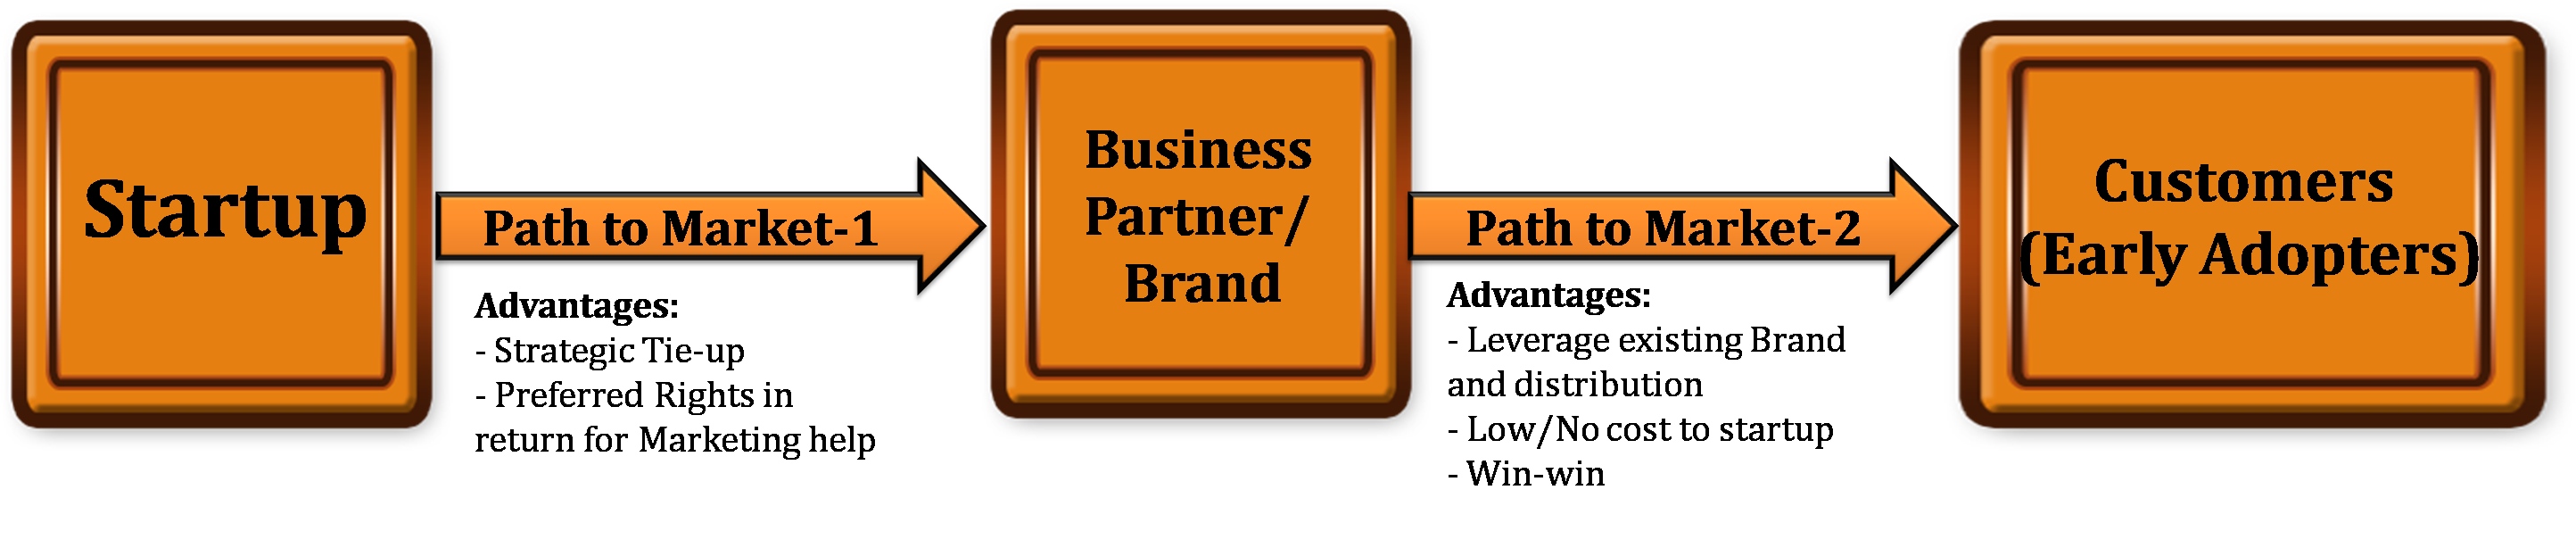 Startup
Path to Market-1
Advantages:
- Strategic Tie-up
- Preferred Rights in
return for Marketing help
Business
Partner/
Brand
Path to Market-2
Advantages:
- Leverage existing Brand
and distribution
- Low/No cost to startup
- Win-win
Customers
(Early Adopters)